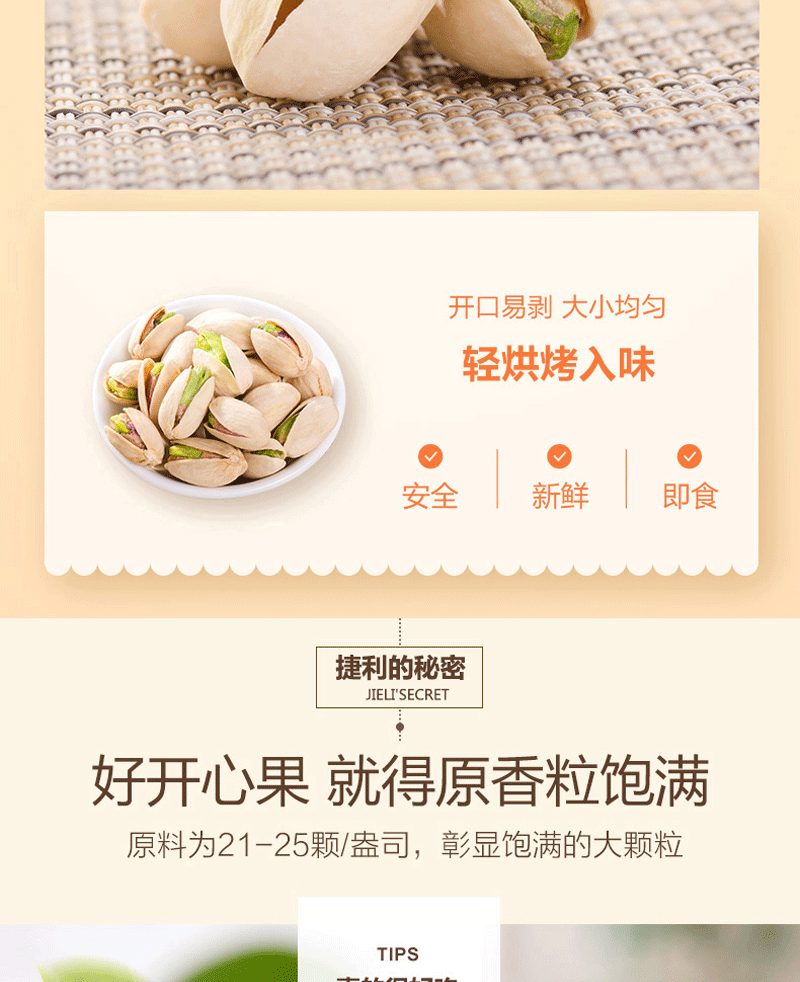 开口易剥 大小均匀
轻烘烤入味
安全 新鲜 即食
捷利的秘密
JIELI'SECRET
好开心果 就得原香粒饱满
原料为21-25颗/盎司，彰显饱满的大颗粒
TIPS